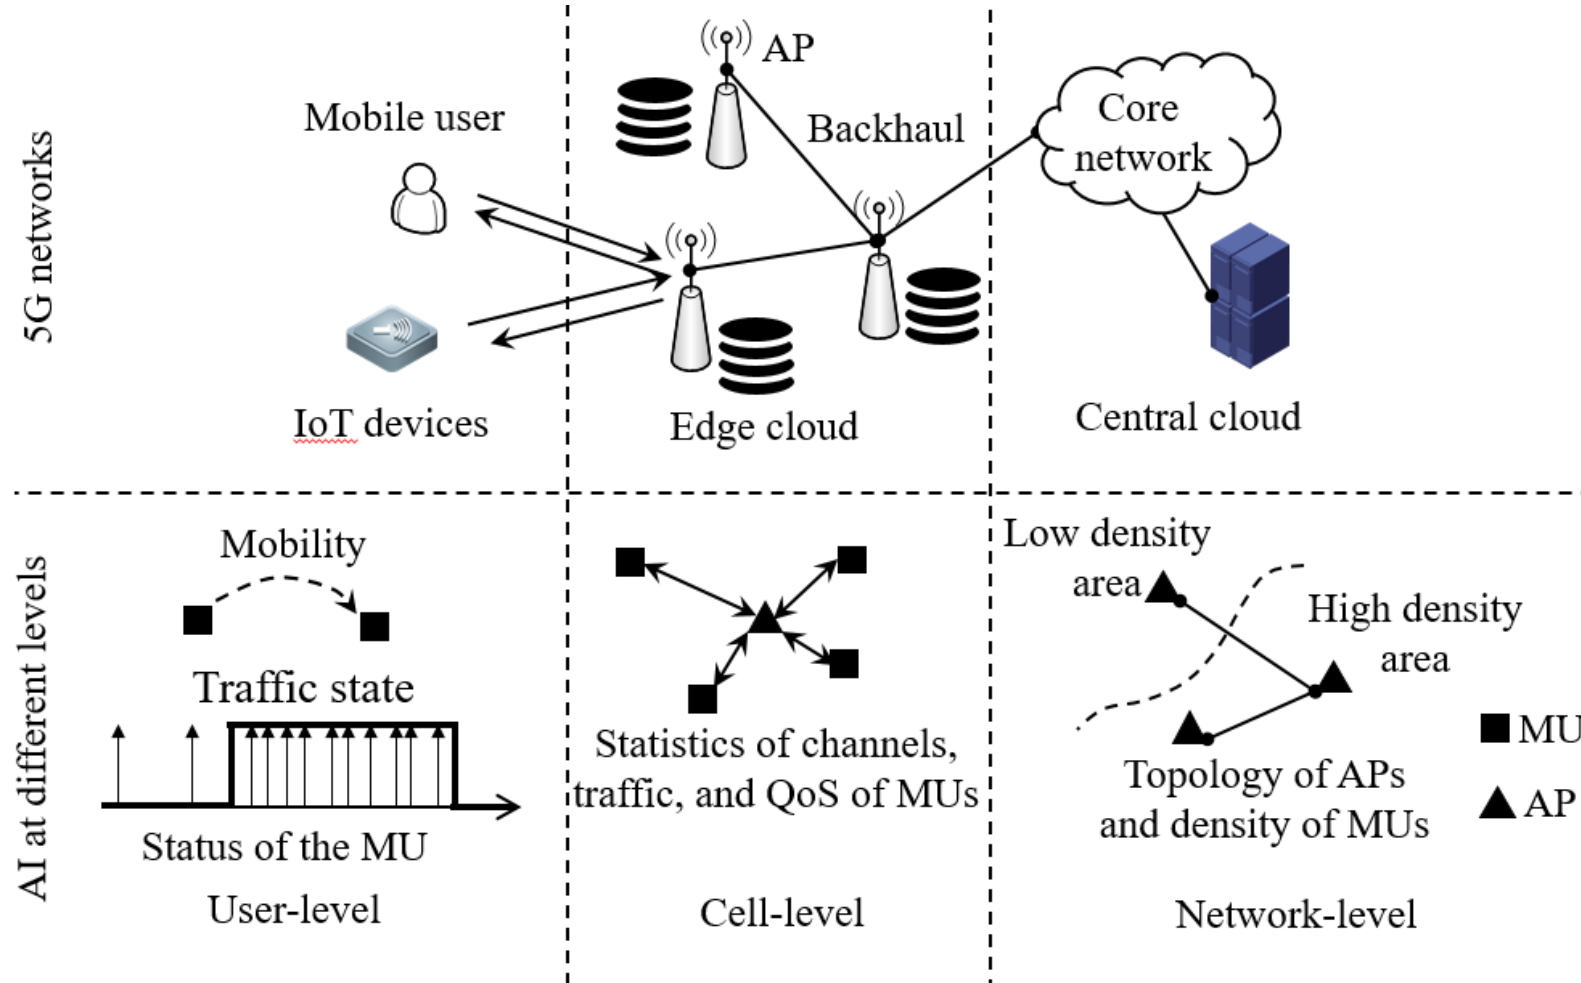 5G networks
Mobile user
IoT devices
AP
Backhaul
Edge cloud
Core
network
Central cloud
AI at different levels
Mobility
Traffic state
Status of the MU
User-level
Statistics of channels,
traffic, and QoS of MUs
Cell-level
Low density
area
High density
area
Topology of APs
and density of MUs
Network-level
MU
AP